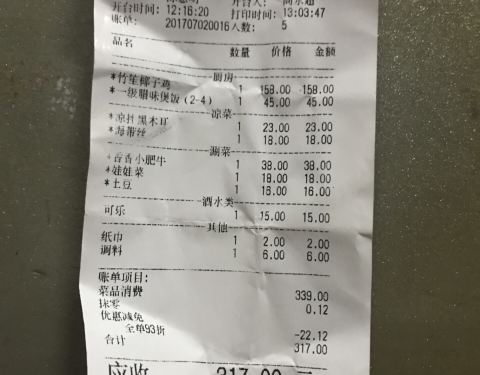 开台时间: 12:16:20 打印时间: 13:03:47
账单: 201707020016 人数: 5
品名 数量 价格 金额
厨房
*竹笙椰子鸡 1 158.00 158.00
*一级腊味煲饭(2-4) 1 45.00 45.00
凉菜
*凉拌黑木耳 1 23.00 23.00
*海带丝 1 18.00 18.00
涮菜
*香香小肥牛 1 38.00 38.00
*娃娃菜 1 18.00 18.00
*土豆 1 16.00 16.00
酒水类
可乐 1 15.00 15.00
其他
纸巾 1 2.00 2.00
调料 1 6.00 6.00
账单项目:
菜品消费 339.00
抹零 0.12
优惠减免
全单93折 -22.12
合计 317.00
应收 317.00